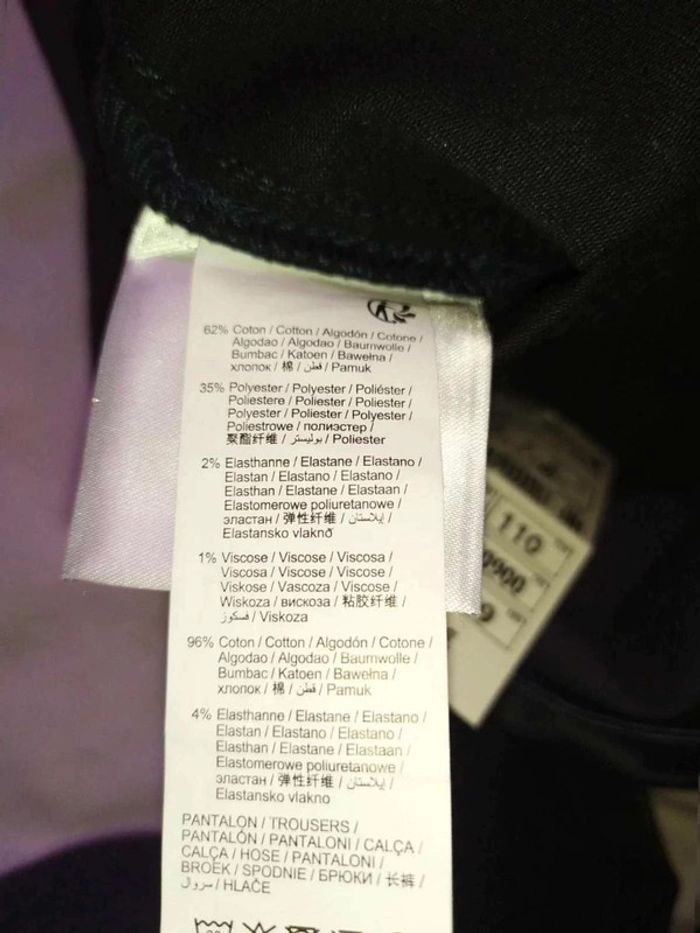 62% Coton / Cotton / Algodón / Cotone /
Algodao / Algodao / Baumwolle /
Bumbac / Katoen / Bawełna /
хлопок / 棉 / قطن / Pamuk
35% Polyester / Polyester / Poliéster /
Poliestere / Poliester / Poliester /
Polyester / Poliester / Polyester /
Poliestrowe / полиэстер /
聚酯纤维 / بوليستر / Poliester
2% Elasthanne / Elastane / Elastano /
Elastan / Elastano / Elastano /
Elasthan / Elastane / Elastaan /
Elastomerowe poliuretanowe /
эластан / 弹性纤维 / إيلاستان /
Elastansko vlakno
1% Viscose / Viscose / Viscosa /
Viscosa / Viscose / Viscose /
Viskose / Vascoza / Viscose /
Wiskoza / вискоза / 粘胶纤维 /
فسكوز / Viskoza
96% Coton / Cotton / Algodón / Cotone /
Algodao / Algodao / Baumwolle /
Bumbac / Katoen / Bawełna /
хлопок / 棉 / قطن / Pamuk
4% Elasthanne / Elastane / Elastano /
Elastan / Elastano / Elastano /
Elasthan / Elastane / Elastaan /
Elastomerowe poliuretanowe /
эластан / 弹性纤维 / إيلاستان /
Elastansko vlakno
PANTALON / TROUSERS /
PANTALÓN / PANTALONI / CALÇA /
CALÇA / HOSE / PANTALONI /
BROEK / SPODNIE / БРЮКИ / 长裤 /
سروال / HLAČE
110